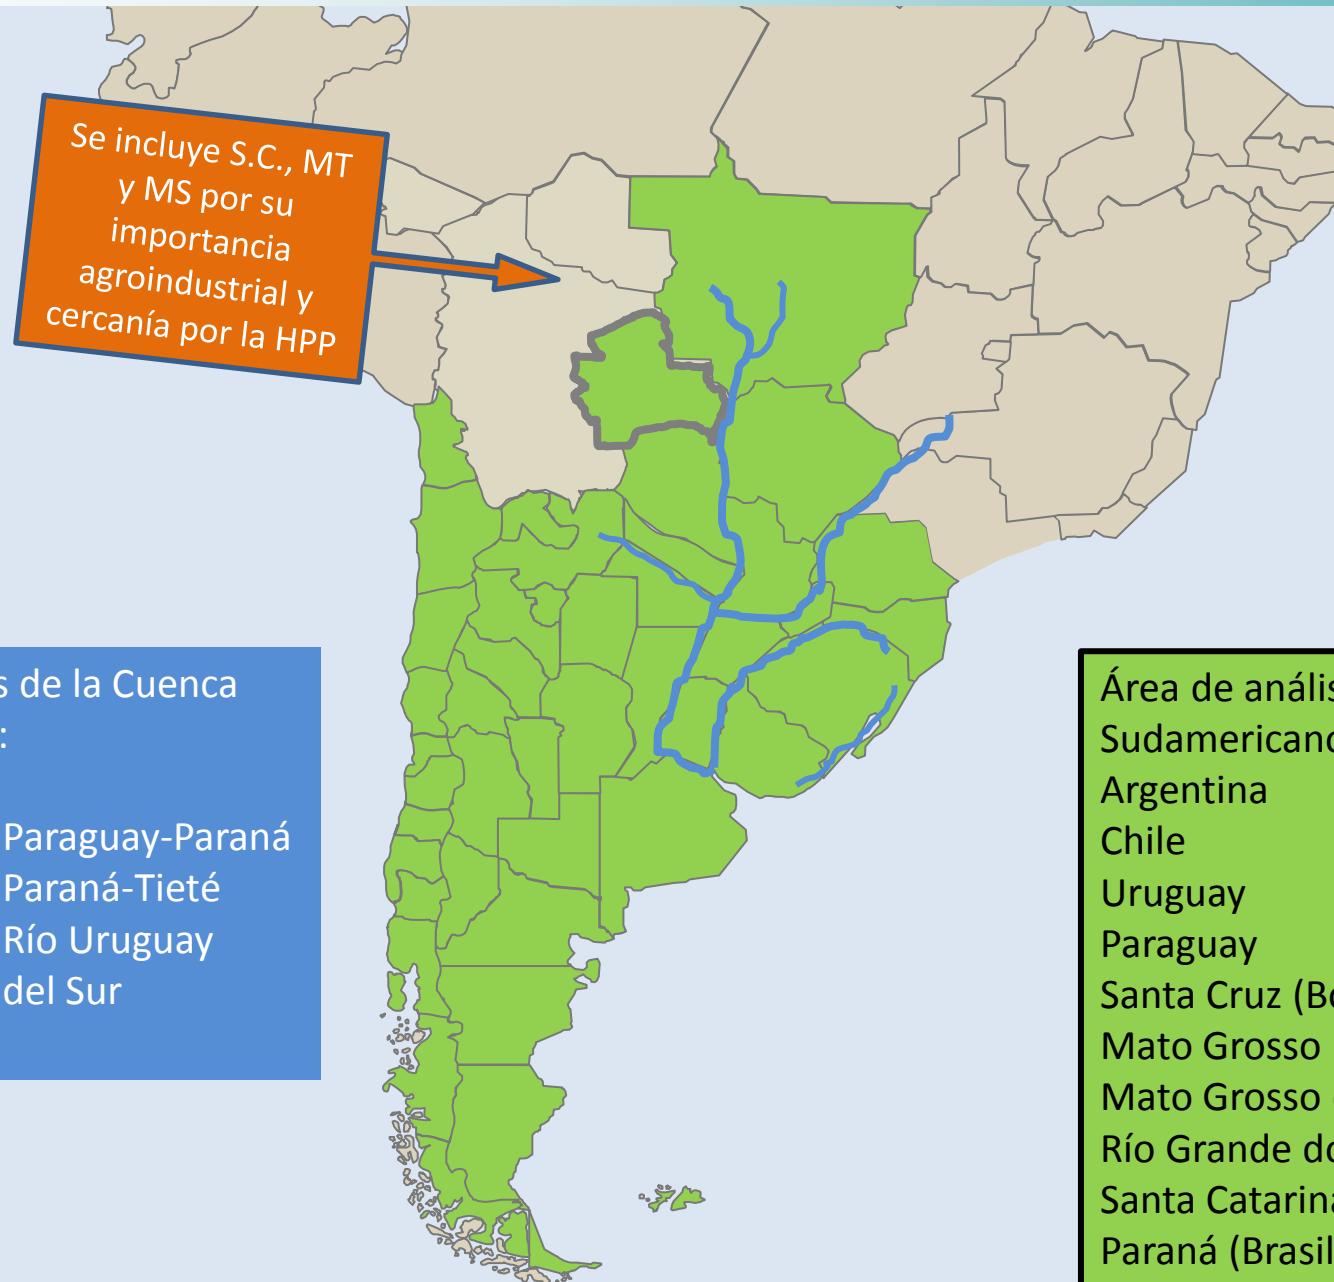 Se incluye S.C., MT
y MS por su
importancia
agroindustrial y
cercanía por la HPP
s de la Cuenca
:
Paraguay-Paraná
Paraná-Tieté
Río Uruguay
del Sur
Área de anális
Sudamericano
Argentina
Chile
Uruguay
Paraguay
Santa Cruz (Bo
Mato Grosso
Mato Grosso
Río Grande do
Santa Catarina
Paraná (Brasil